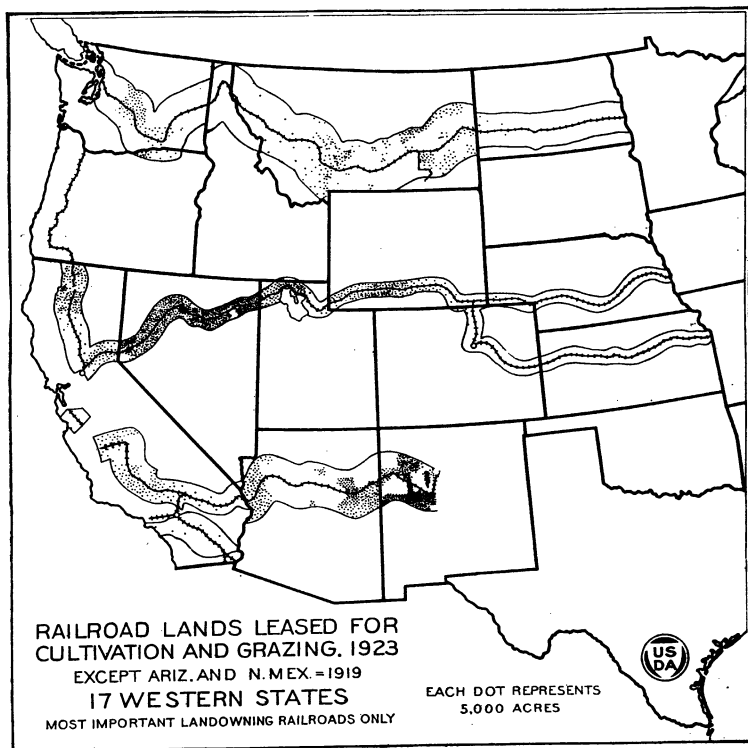 RAILROAD LANDS LEASED FOR
CULTIVATION AND GRAZING, 1923
EXCEPT ARIZ. AND N. MEX. = 1919
17 WESTERN STATES
MOST IMPORTANT LANDOWNING RAILROADS ONLY
EACH DOT REPRESENTS
5,000 ACRES
US
DA